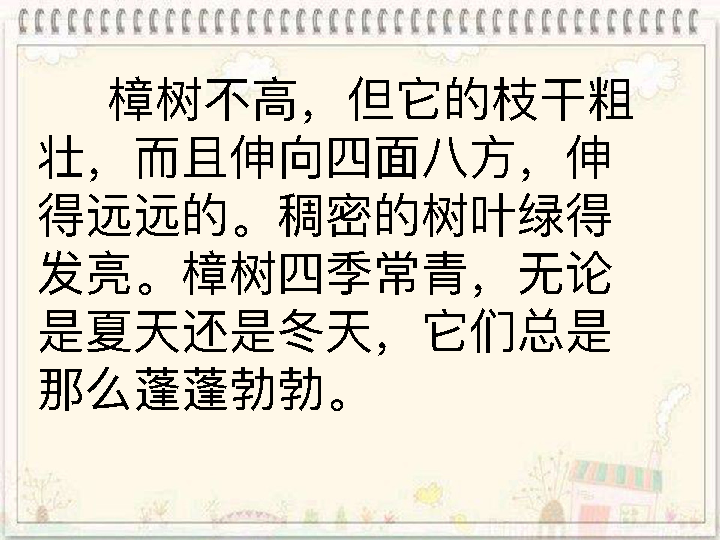 樟树不高，但它的枝干粗
壮，而且伸向四面八方，伸
得远远的。稠密的树叶绿得
发亮。樟树四季常青，无论
是夏天还是冬天，它们总是
那么蓬蓬勃勃。